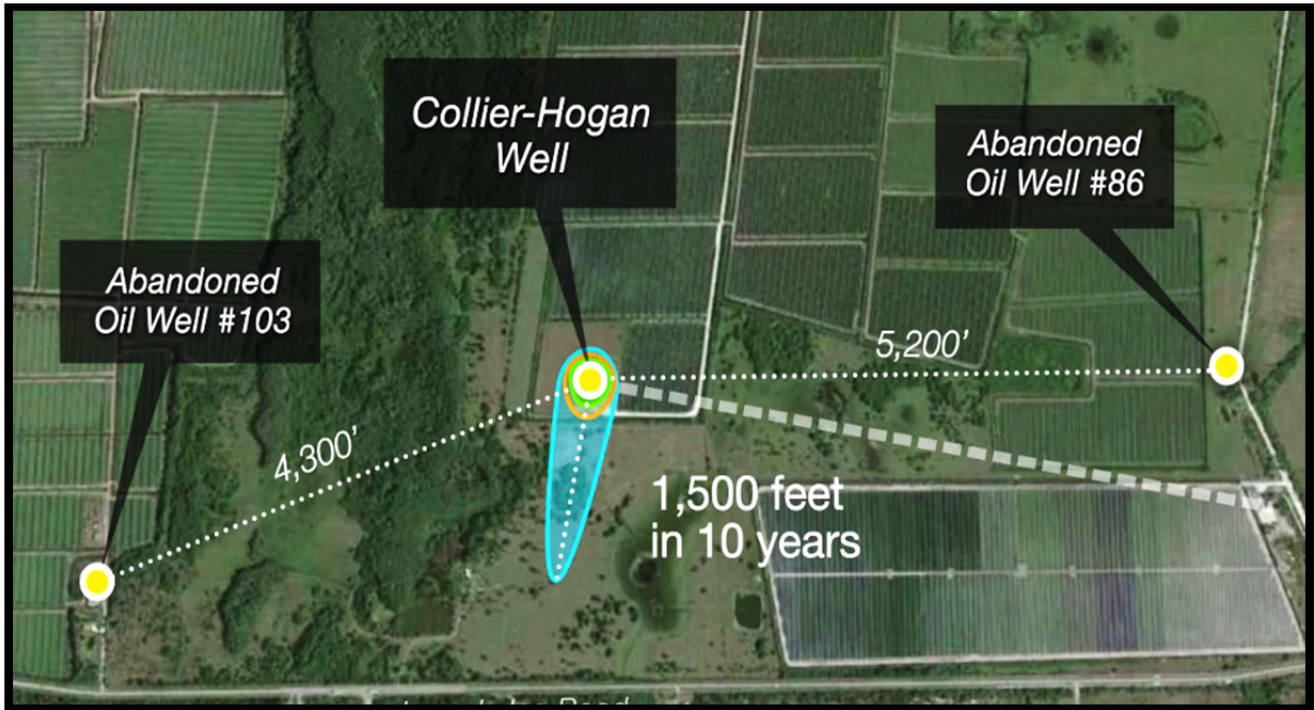 Collier-Hogan
Well
Abandoned
Oil Well #86
Abandoned
Oil Well #103
5,200’
4,300’
1,500 feet
in 10 years